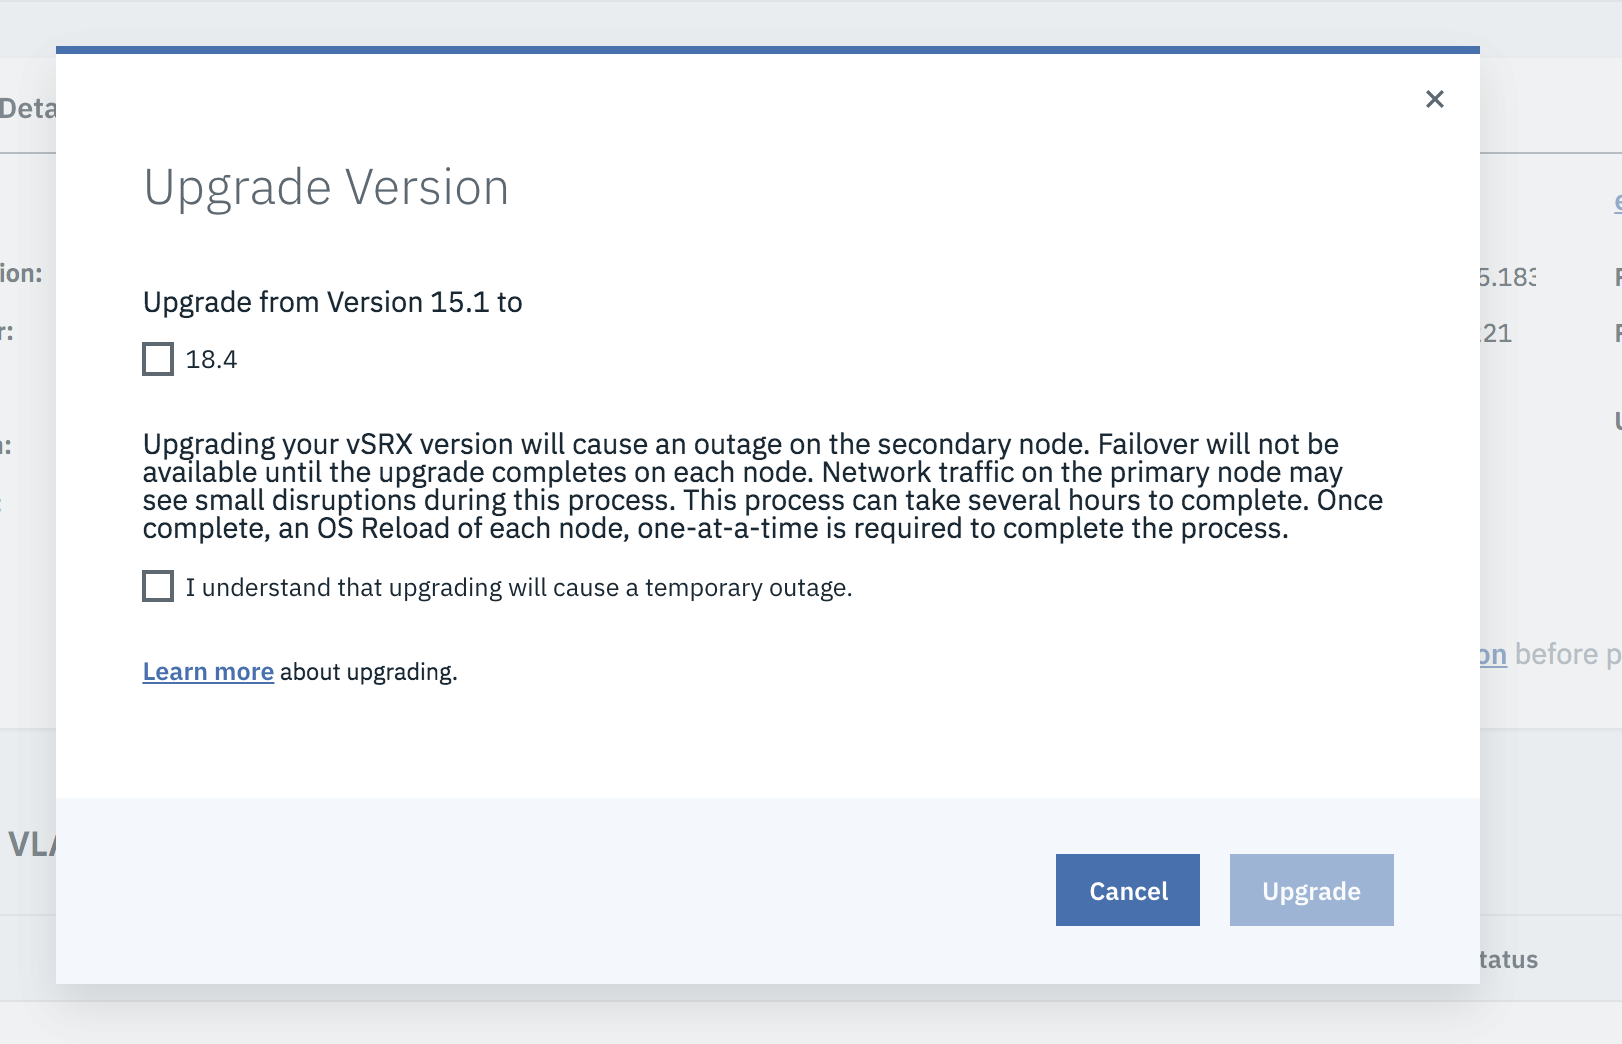 Upgrade Version
Upgrade from Version 15.1 to
18.4
Upgrading your vSRX version will cause an outage on the secondary node. Failover will not be
available until the upgrade completes on each node. Network traffic on the primary node may
see small disruptions during this process. This process can take several hours to complete. Once
complete, an OS Reload of each node, one-at-a-time is required to complete the process.
I understand that upgrading will cause a temporary outage.
Learn more about upgrading.
Cancel Upgrade
Deta
ion:
r:
5.183
21
on before p
VLA
tatus